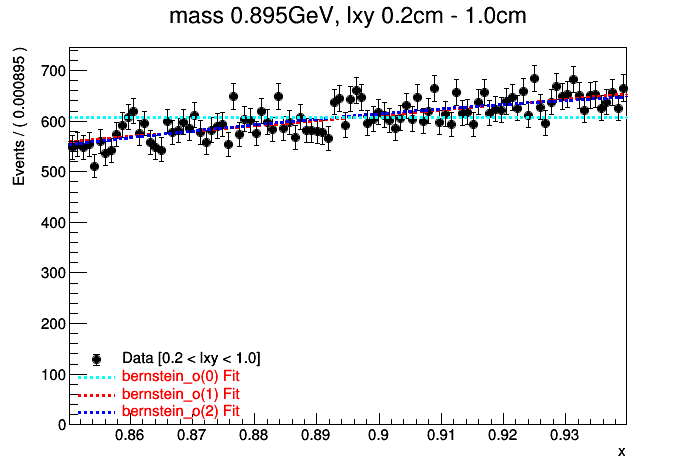 mass 0.895GeV, lxy 0.2cm - 1.0cm
Events / ( 0.000895 )
700
600
500
400
300
200
100
0
Data [0.2 < lxy < 1.0]
bernstein_o(0) Fit
bernstein_o(1) Fit
bernstein_o(2) Fit
0.86 0.87 0.88 0.89 0.9 0.91 0.92 0.93
x